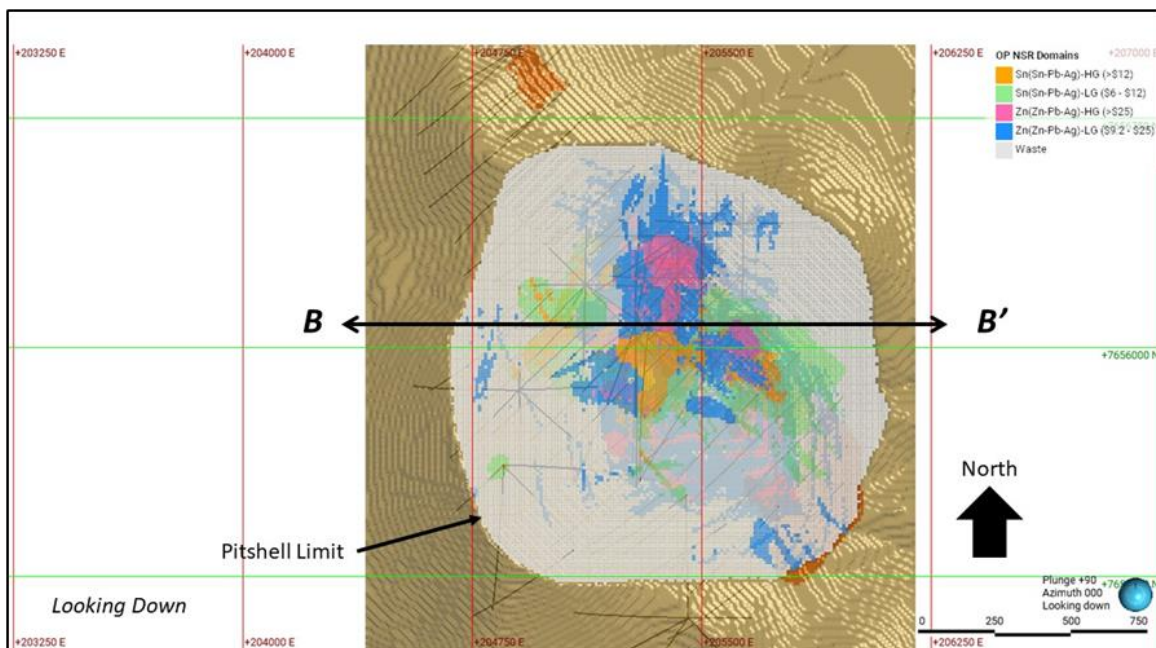 +203250 E
+204000 E
+204750 E
+205500 E
+206250 E
+207000 E
OP NSR Domains
Sn(Sn-Pb-Ag)-HG (>$12)
Sn(Sn-Pb-Ag)-LG ($6 - $12)
Zn(Zn-Pb-Ag)-HG (>$25)
Zn(Zn-Pb-Ag)-LG ($9.2 - $25)
Waste
B
B'
+7656000 N
North
Pitshell Limit
Looking Down
Plunge +90
Azimuth 000
Looking down
0 250 500 750
+203250 E
+204000 E
+204750 E
+205500 E
+206250 E